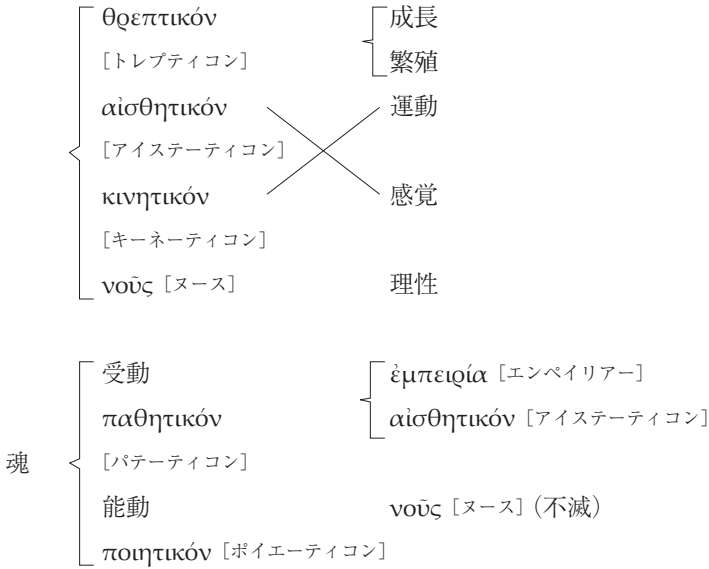 θρεπτικόν 成長
[トレプティコン] 繁殖
αἰσθητικόν 運動
[アイステーティコン]
κινητικόν 感覚
[キーネーティコン]
νοῦς [ヌース] 理性
受動 ἐμπειρία [エンペイリアー]
παθητικόν αἰσθητικόν [アイステーティコン]
魂 [パテーティコン]
能動 νοῦς [ヌース] (不滅)
ποιητικόν [ポイエーティコン]